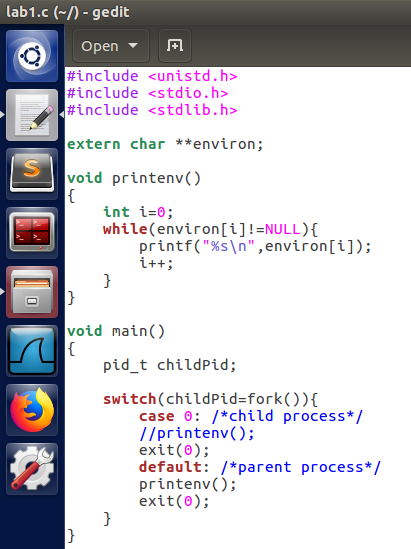 lab1.c (~/) - gedit
Open
#include <unistd.h>
#include <stdio.h>
#include <stdlib.h>

extern char **environ;

void printenv()
{
    int i=0;
    while(environ[i]!=NULL){
        printf("%s\n",environ[i]);
        i++;
    }
}

void main()
{
    pid_t childPid;

    switch(childPid=fork()){
        case 0: /*child process*/
        //printenv();
        exit(0);
        default: /*parent process*/
        printenv();
        exit(0);
    }
}